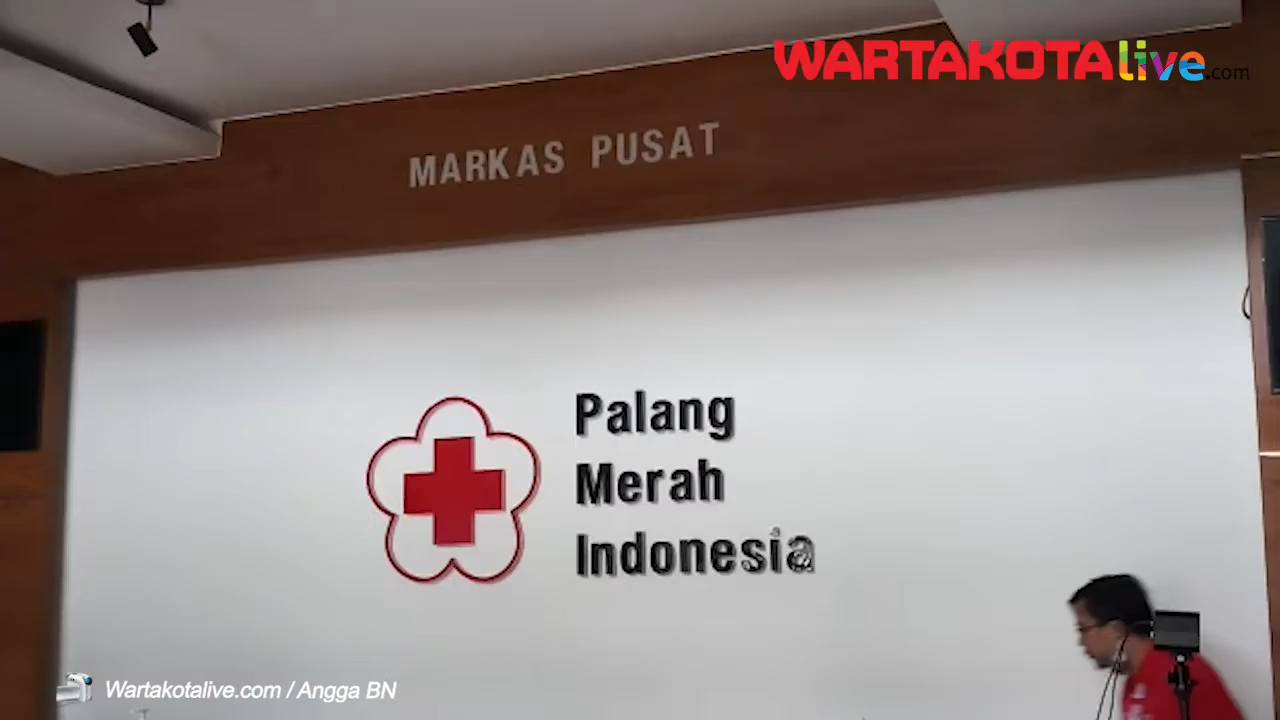 WARTAKOTAlive.com
MARKAS PUSAT
Palang
Merah
Indonesia
Wartakotalive.com / Angga BN